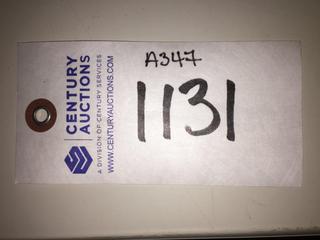 CENTURY
AUCTIONS
A DIVISION OF CENTURY SERVICES
WWW.CENTURYAUCTIONS.COM
A347
1131